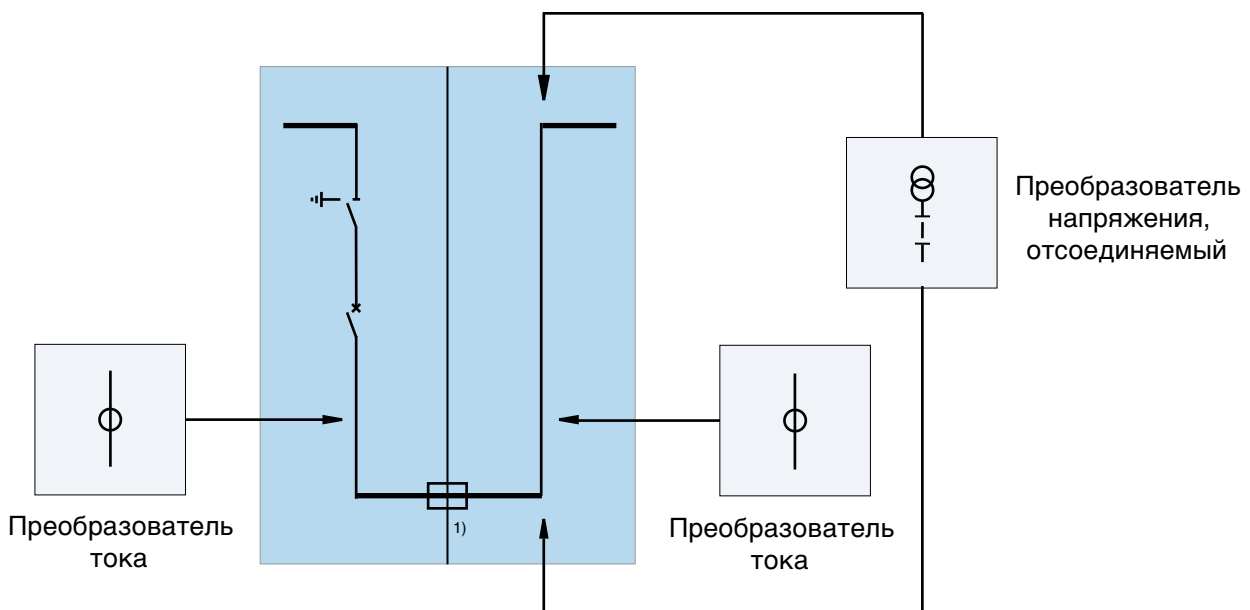 Преобразователь
напряжения,
отсоединяемый
1)
Преобразователь
тока
Преобразователь
тока